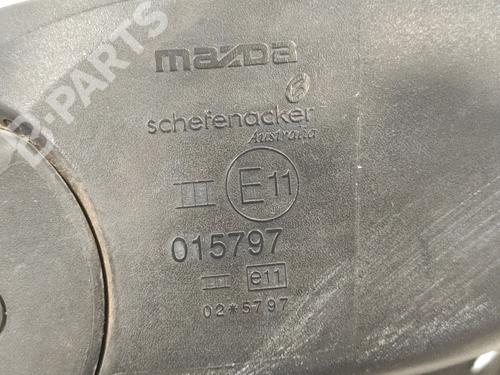 B-PARTS
mazda
schefenacker
Australia
III E11
015797
III e11
02*5797